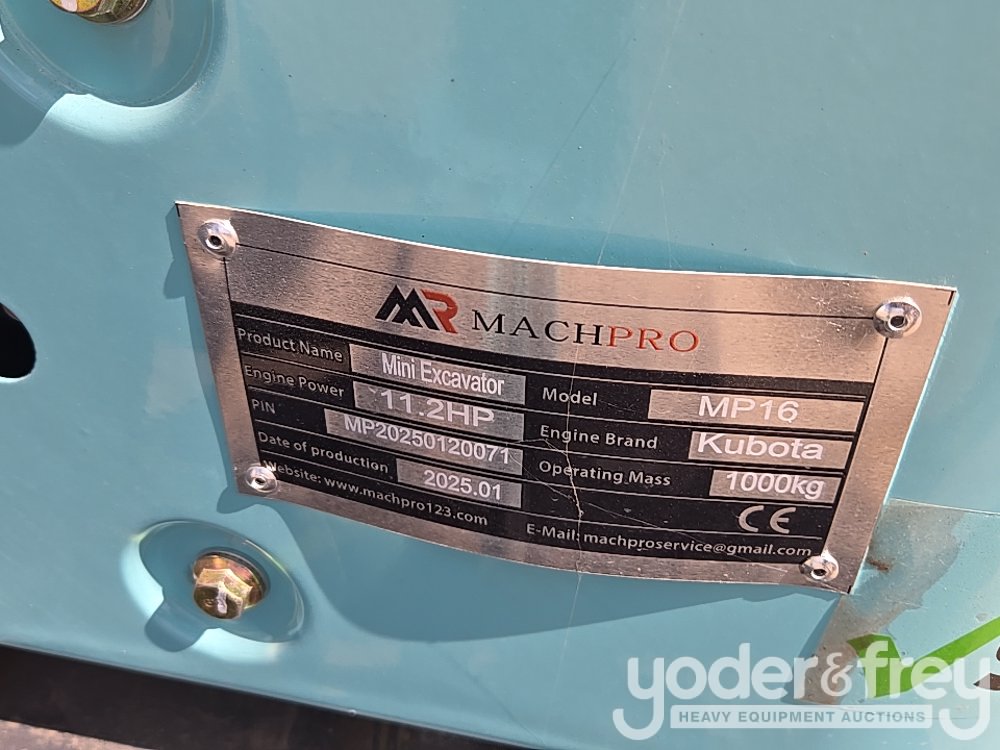 MR MACHPRO
Product Name Mini Excavator Model MP16
Engine Power 11.2HP Engine Brand Kubota
PIN MP20250120071 Operating Mass 1000kg
Date of production 2025.01 CE
Website: www.machpro123.com E-Mail: machproservice@gmail.com
yoder&frey
HEAVY EQUIPMENT AUCTIONS